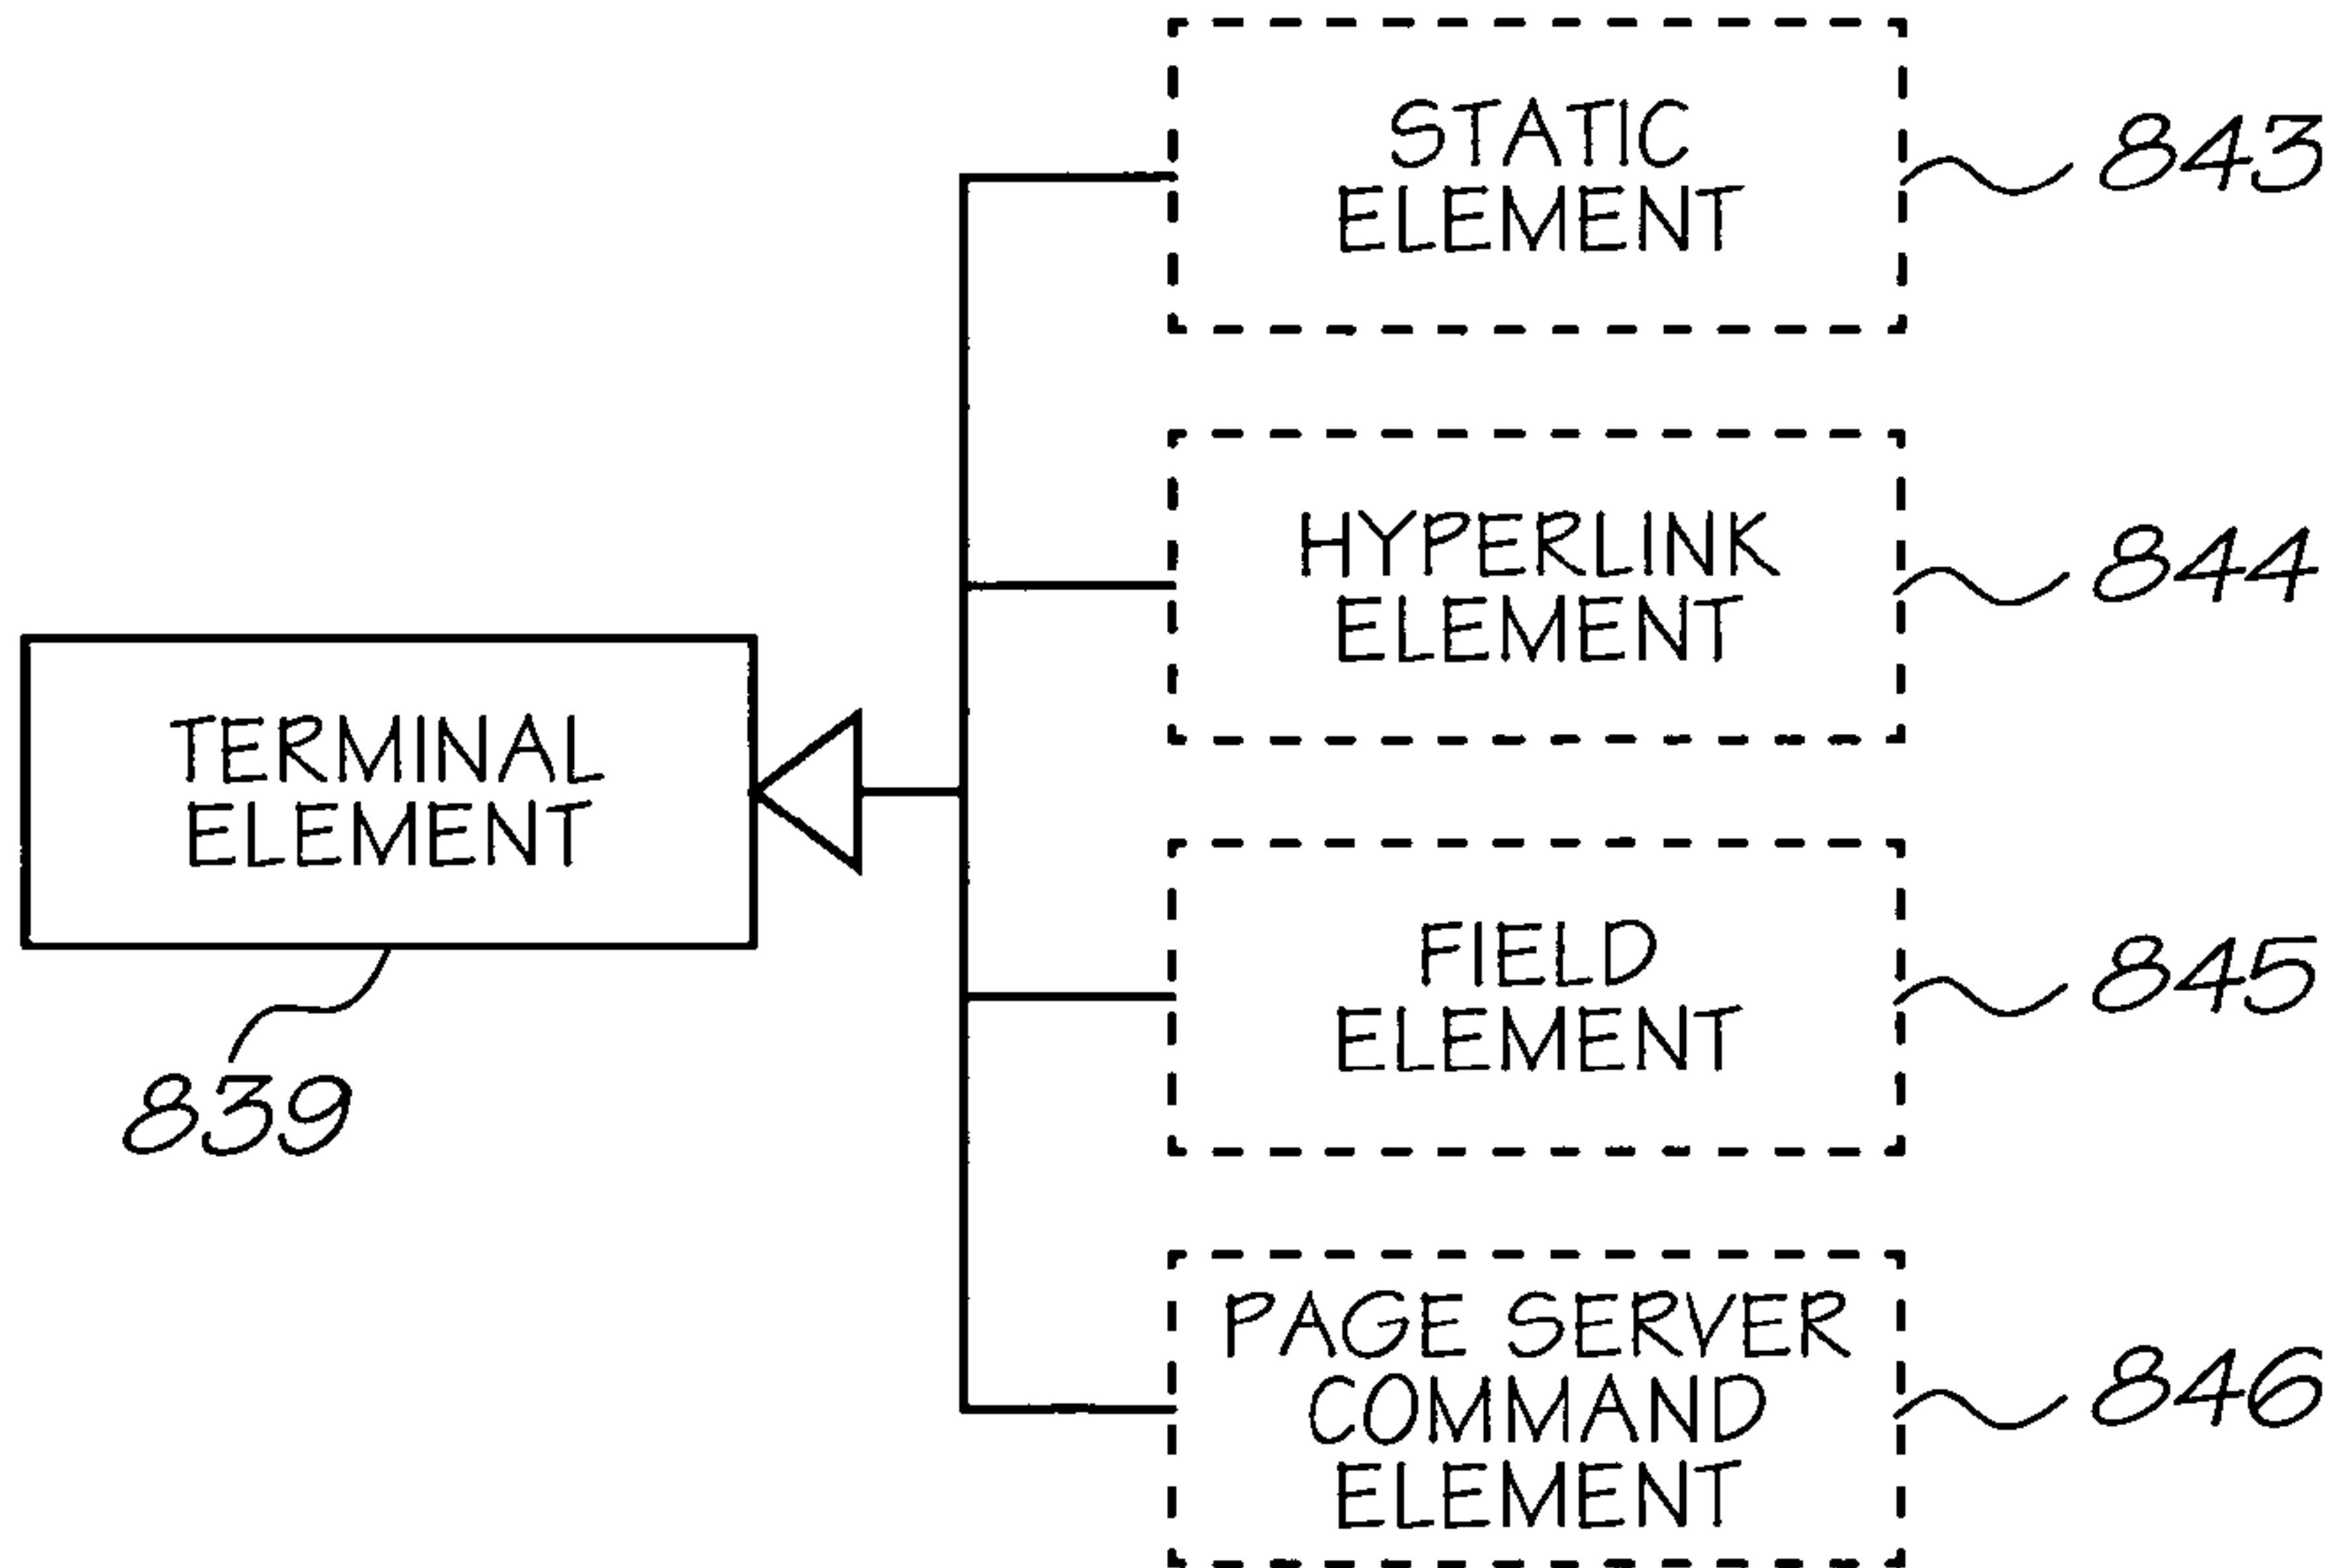 STATIC
ELEMENT
843
HYPERLINK
ELEMENT
844
TERMINAL
ELEMENT
839
FIELD
ELEMENT
845
PAGE SERVER
COMMAND
ELEMENT
846